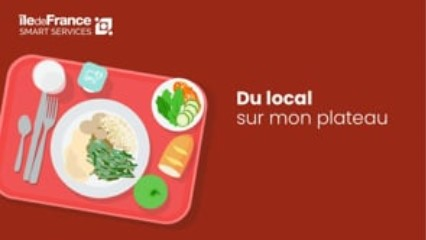 îledeFrance
SMART SERVICES
Du local
sur mon plateau